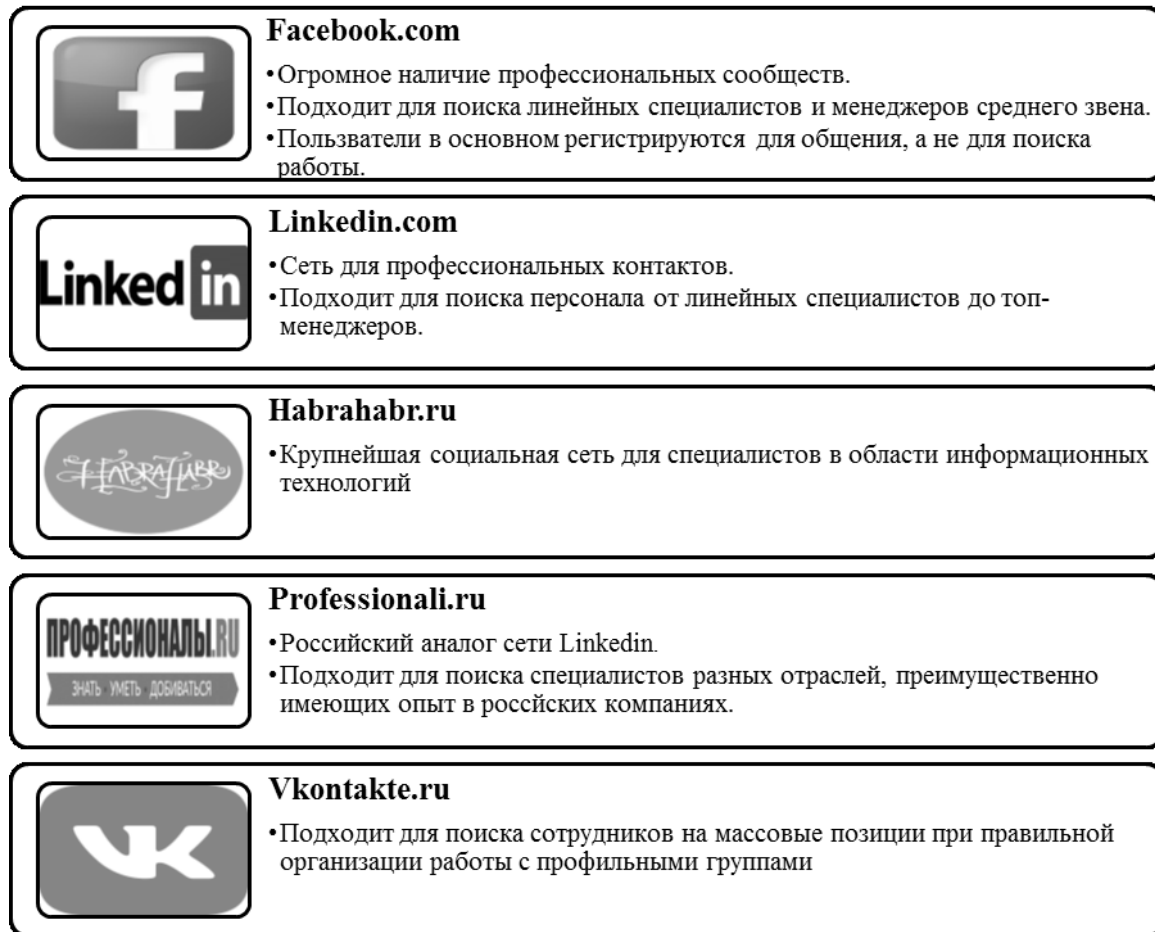 Facebook.com
•Огромное наличие профессиональных сообществ.
•Подходит для поиска линейных специалистов и менеджеров среднего звена.
•Ползватели в основном регистрируются для общения, а не для поиска
работы.
Linked in
Linkedin.com
•Сеть для профессиональных контактов.
•Подходит для поиска персонала от линейных специалистов до топ-
менеджеров.
HABRAHABR
Habrahabr.ru
•Крупнейшая социальная сеть для специалистов в области информационных
технологий
ПРОФЕССИОНАЛЫ.RU
ЗНАТЬ УМЕТЬ ДОБИВАТЬСЯ
Professionali.ru
•Российский аналог сети Linkedin.
•Подходит для поиска специалистов разных отраслей, преимущественно
имеющих опыт в россйских компаниях.
Vkontakte.ru
•Подходит для поиска сотрудников на массовые позиции при правильной
организации работы с профильными группами